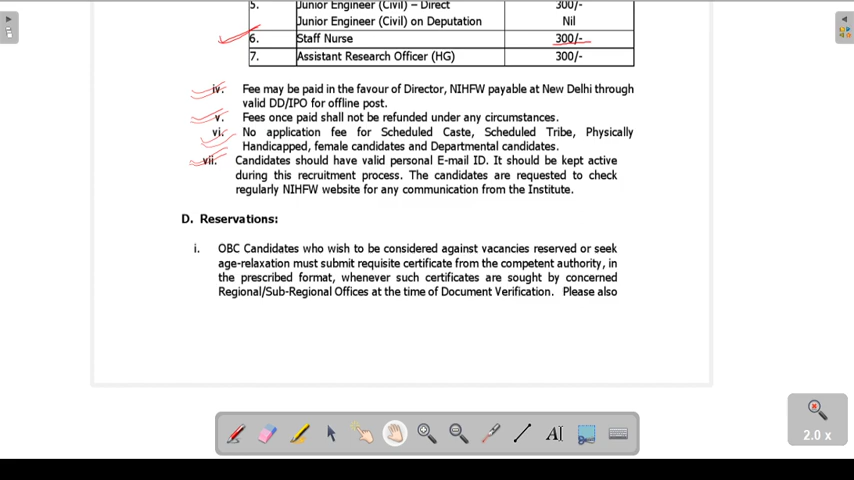 5. Junior Engineer (Civil) – Direct 300/-
Junior Engineer (Civil) on Deputation Nil
6. Staff Nurse 300/-
7. Assistant Research Officer (HG) 300/-
iv. Fee may be paid in the favour of Director, NIHFW payable at New Delhi through
valid DD/IPO for offline post.
v. Fees once paid shall not be refunded under any circumstances.
vi. No application fee for Scheduled Caste, Scheduled Tribe, Physically
Handicapped, female candidates and Departmental candidates.
vii. Candidates should have valid personal E-mail ID. It should be kept active
during this recruitment process. The candidates are requested to check
regularly NIHFW website for any communication from the Institute.
D. Reservations:
i. OBC Candidates who wish to be considered against vacancies reserved or seek
age-relaxation must submit requisite certificate from the competent authority, in
the prescribed format, whenever such certificates are sought by concerned
Regional/Sub-Regional Offices at the time of Document Verification. Please also
AI
2.0 x